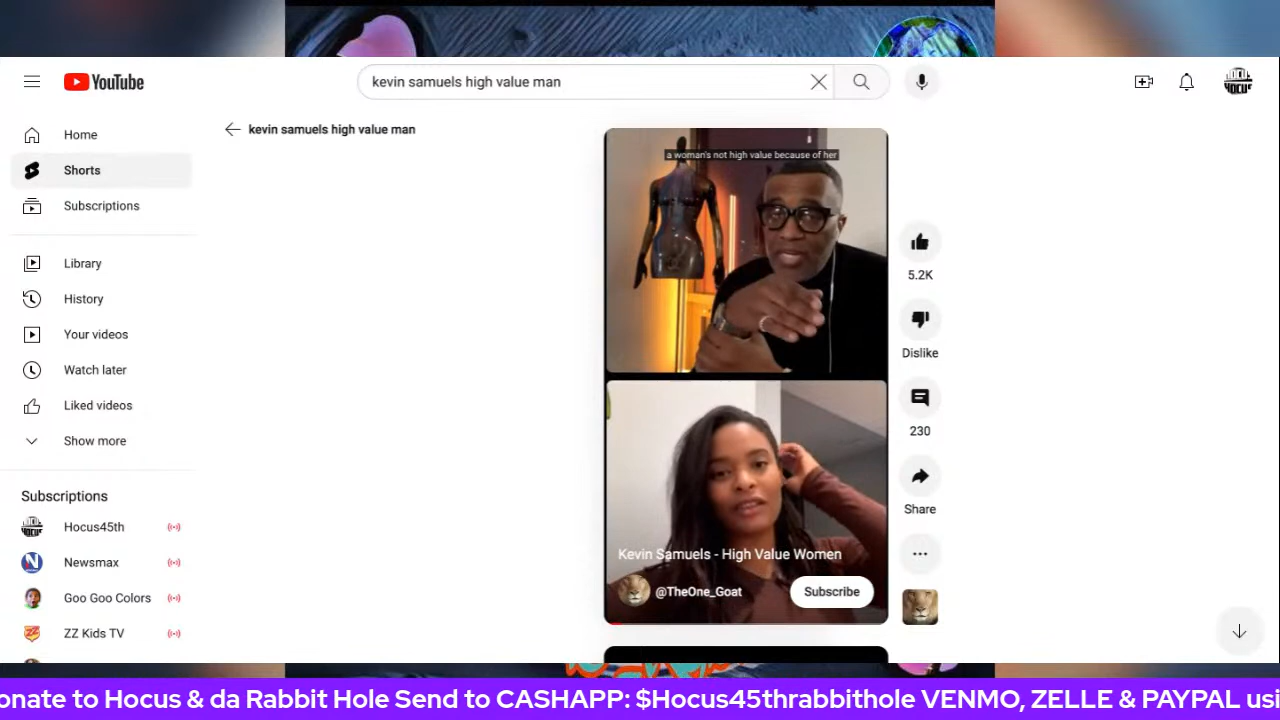 YouTube
kevin samuels high value man
Home
Shorts
Subscriptions
Library
History
Your videos
Watch later
Liked videos
Show more
Subscriptions
Hocus45th
Newsmax
Goo Goo Colors
ZZ Kids TV
kevin samuels high value man
a woman's not high value because of her
Kevin Samuels - High Value Women
@TheOne_Goat
Subscribe
5.2K
Dislike
230
Share
onate to Hocus & da Rabbit Hole Send to CASHAPP: $Hocus45thrabbithole VENMO, ZELLE & PAYPAL usi